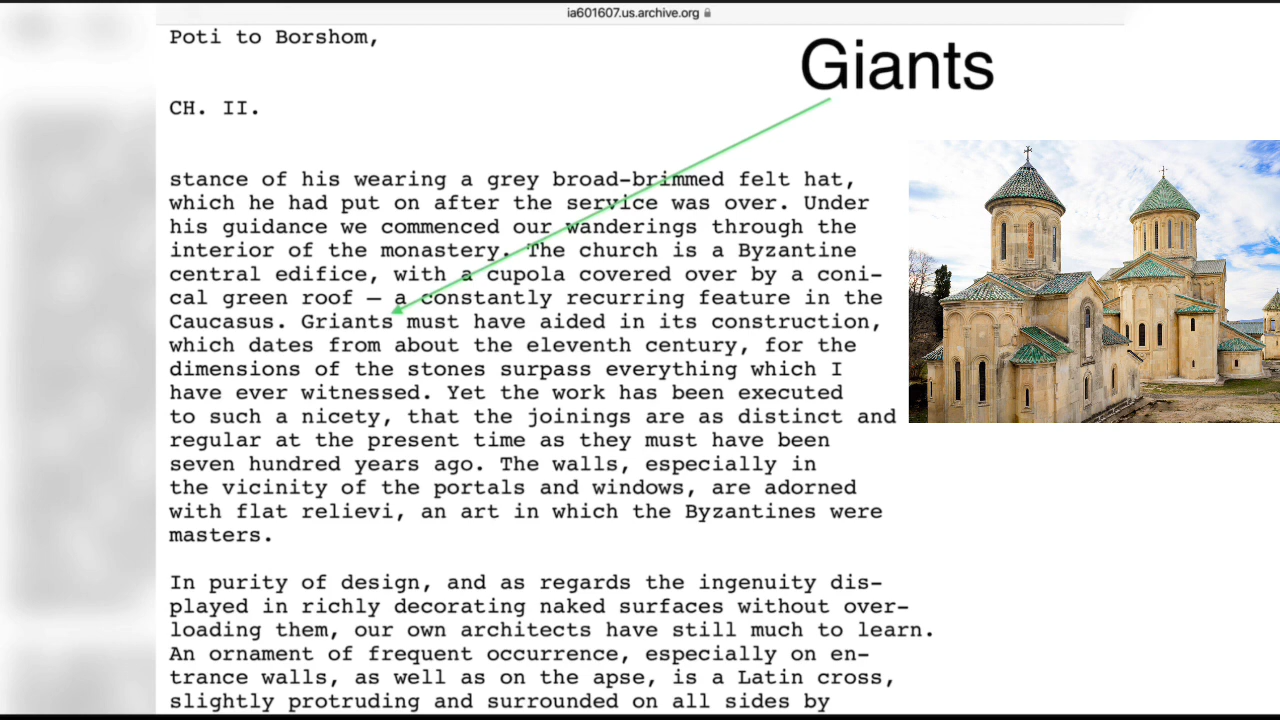 ia601607.us.archive.org
Poti to Borshom,
Giants
CH. II.
stance of his wearing a grey broad-brimmed felt hat,
which he had put on after the service was over. Under
his guidance we commenced our wanderings through the
interior of the monastery. The church is a Byzantine
central edifice, with a cupola covered over by a coni-
cal green roof — a constantly recurring feature in the
Caucasus. Griants must have aided in its construction,
which dates from about the eleventh century, for the
dimensions of the stones surpass everything which I
have ever witnessed. Yet the work has been executed
to such a nicety, that the joinings are as distinct and
regular at the present time as they must have been
seven hundred years ago. The walls, especially in
the vicinity of the portals and windows, are adorned
with flat relievi, an art in which the Byzantines were
masters.
In purity of design, and as regards the ingenuity dis-
played in richly decorating naked surfaces without over-
loading them, our own architects have still much to learn.
An ornament of frequent occurrence, especially on en-
trance walls, as well as on the apse, is a Latin cross,
slightly protruding and surrounded on all sides by